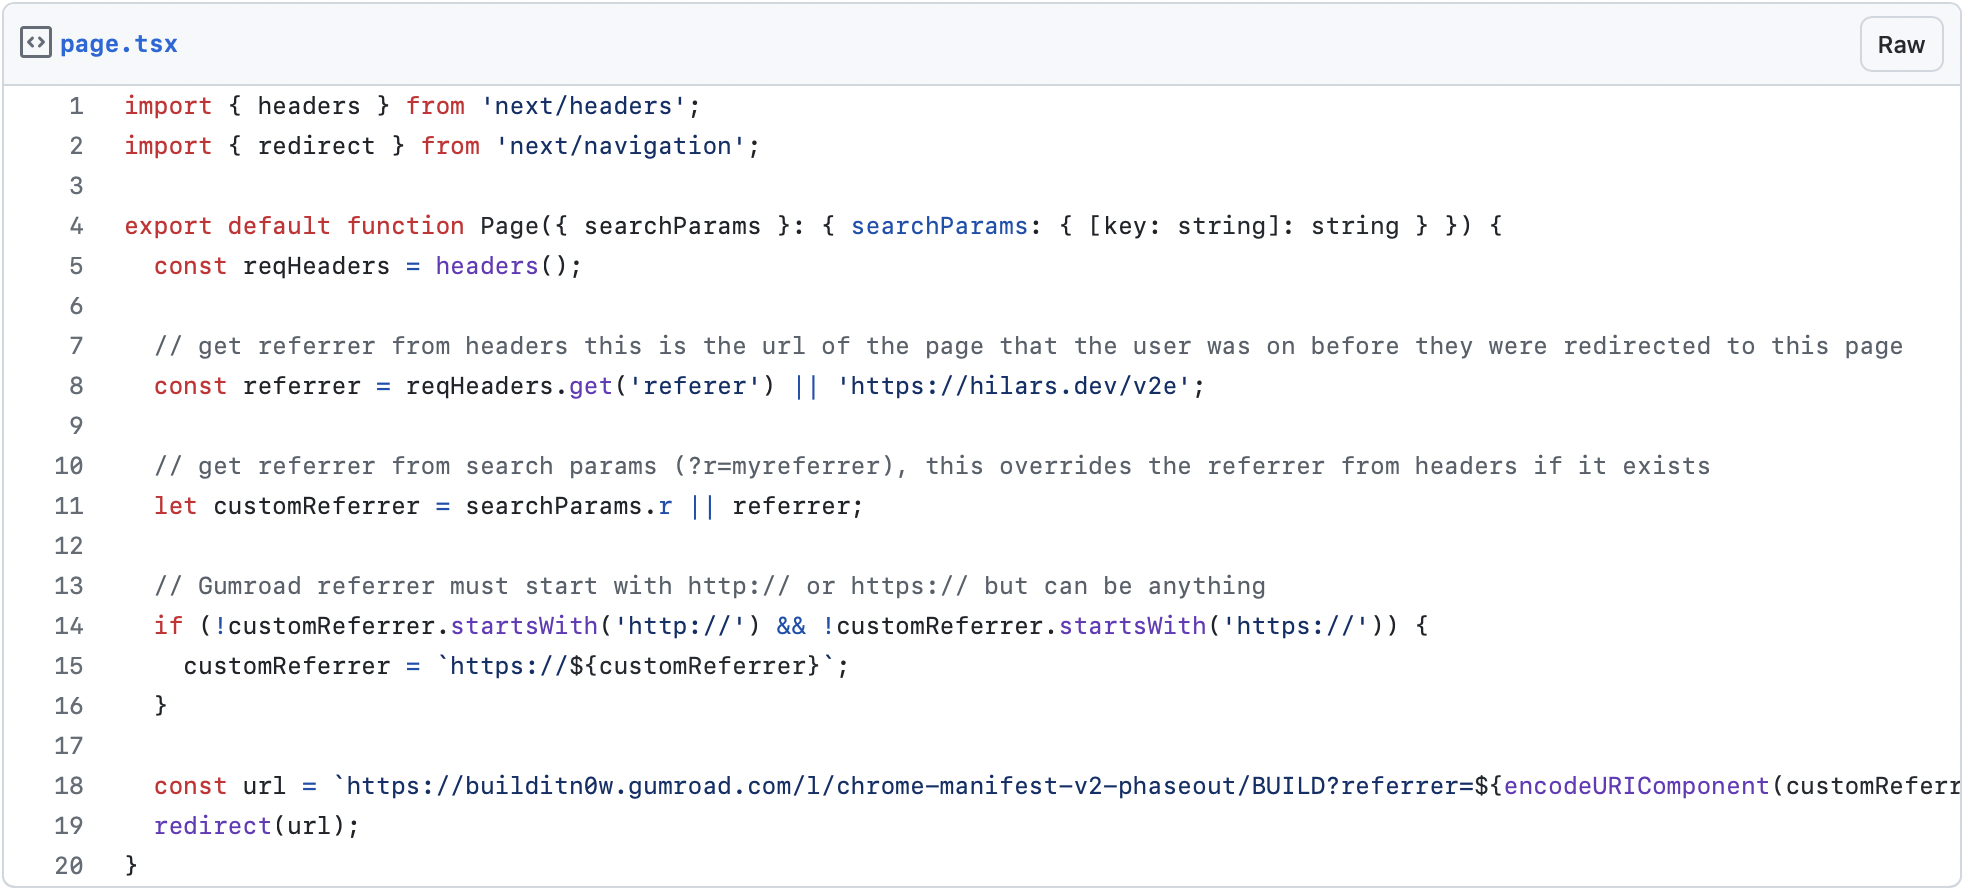 page.tsx
Raw
1 import { headers } from 'next/headers';
2 import { redirect } from 'next/navigation';
3
4 export default function Page({ searchParams }: { searchParams: { [key: string]: string } }) {
5   const reqHeaders = headers();
6
7   // get referrer from headers this is the url of the page that the user was on before they were redirected to this page
8   const referrer = reqHeaders.get('referer') || 'https://hilars.dev/v2e';
9
10   // get referrer from search params (?r=myreferrer), this overrides the referrer from headers if it exists
11   let customReferrer = searchParams.r || referrer;
12
13   // Gumroad referrer must start with http:// or https:// but can be anything
14   if (!customReferrer.startsWith('http://') && !customReferrer.startsWith('https://')) {
15     customReferrer = `https://${customReferrer}`;
16   }
17
18   const url = `https://builditn0w.gumroad.com/l/chrome-manifest-v2-phaseout/BUILD?referrer=${encodeURIComponent(customReferr
19   redirect(url);
20 }